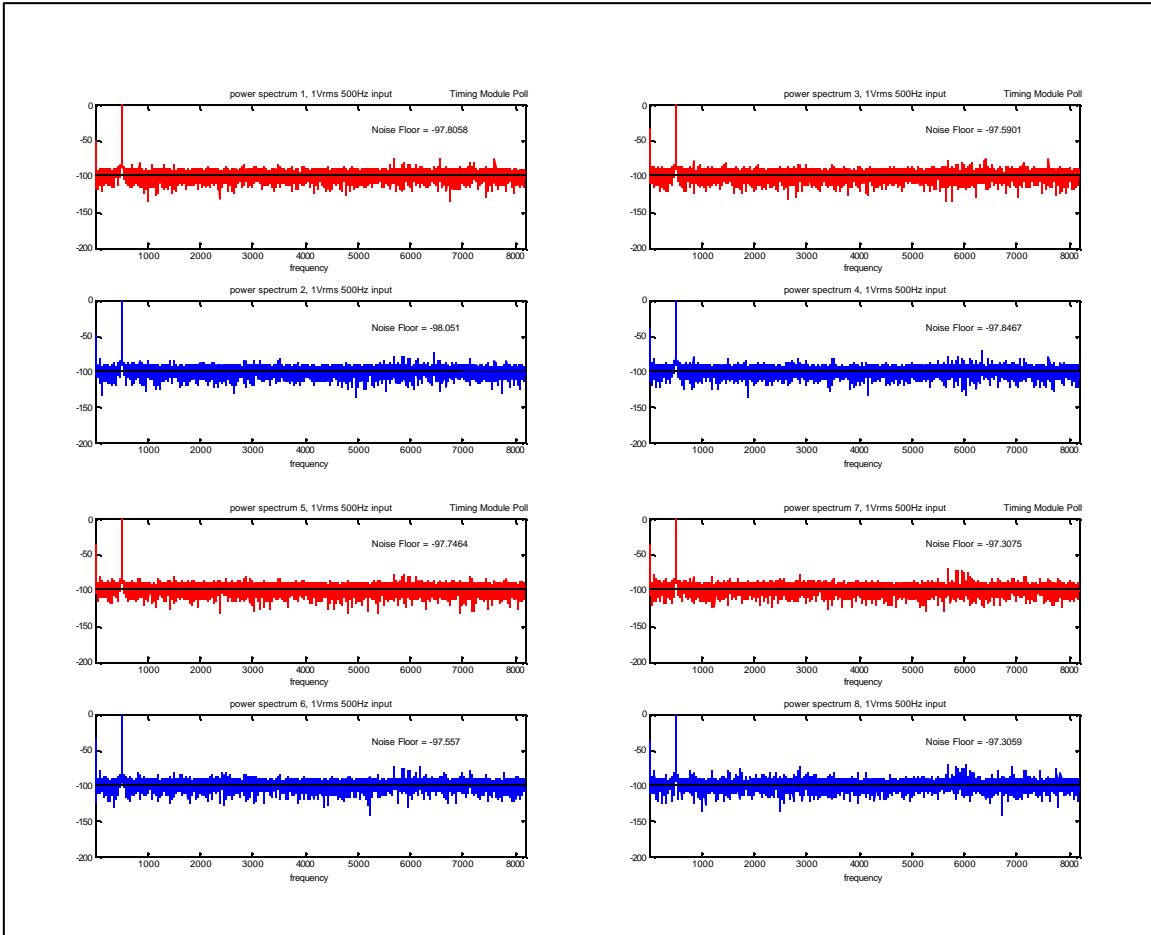 power spectrum 1, 1Vrms 500Hz input Timing Module Poll
0
Noise Floor = -97.8058
-50
-100
-150
-200
1000 2000 3000 4000 5000 6000 7000 8000
frequency
power spectrum 2, 1Vrms 500Hz input
0
Noise Floor = -98.051
-50
-100
-150
-200
1000 2000 3000 4000 5000 6000 7000 8000
frequency
power spectrum 3, 1Vrms 500Hz input Timing Module Poll
0
Noise Floor = -97.5901
-50
-100
-150
-200
1000 2000 3000 4000 5000 6000 7000 8000
frequency
power spectrum 4, 1Vrms 500Hz input
0
Noise Floor = -97.8467
-50
-100
-150
-200
1000 2000 3000 4000 5000 6000 7000 8000
frequency
power spectrum 5, 1Vrms 500Hz input Timing Module Poll
0
Noise Floor = -97.7464
-50
-100
-150
-200
1000 2000 3000 4000 5000 6000 7000 8000
frequency
power spectrum 6, 1Vrms 500Hz input
0
Noise Floor = -97.557
-50
-100
-150
-200
1000 2000 3000 4000 5000 6000 7000 8000
frequency
power spectrum 7, 1Vrms 500Hz input Timing Module Poll
0
Noise Floor = -97.3075
-50
-100
-150
-200
1000 2000 3000 4000 5000 6000 7000 8000
frequency
power spectrum 8, 1Vrms 500Hz input
0
Noise Floor = -97.3059
-50
-100
-150
-200
1000 2000 3000 4000 5000 6000 7000 8000
frequency